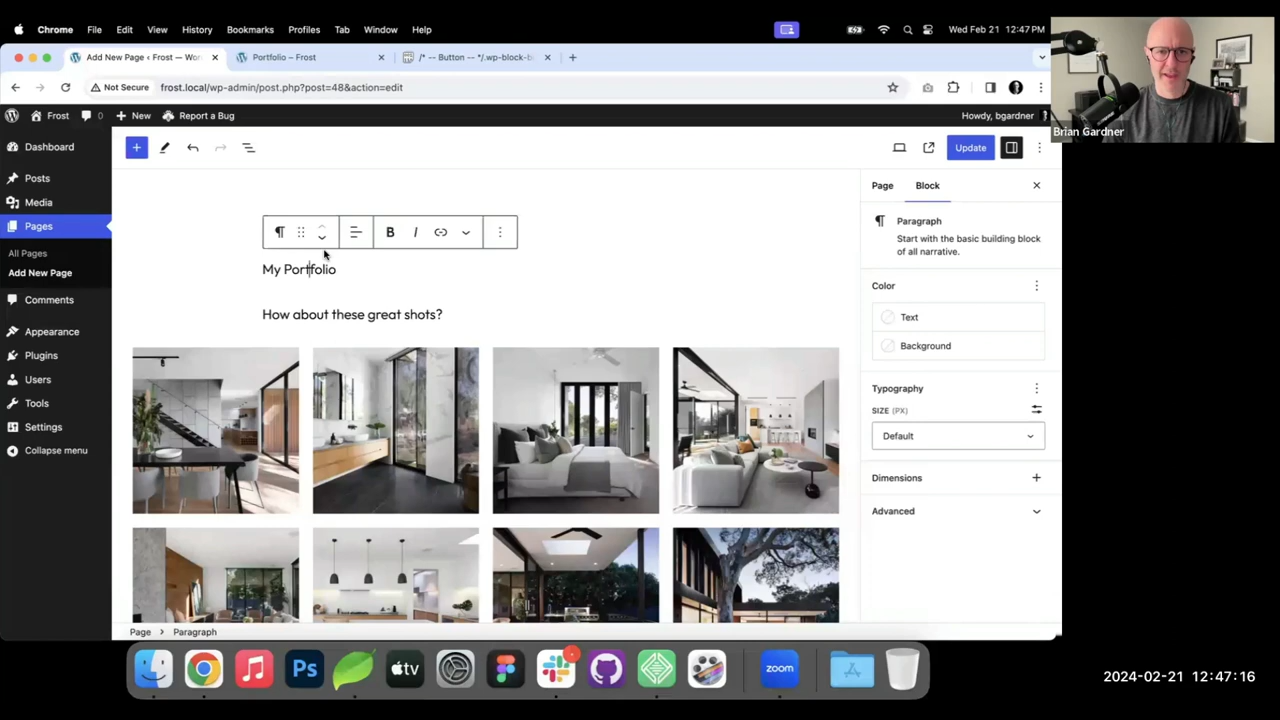 Chrome File Edit View History Bookmarks Profiles Tab Window Help Wed Feb 21 12:47 PM
Add New Page ‹ Frost — Wor Portfolio – Frost /* -- Button -- */.wp-block-b
Not Secure frost.local/wp-admin/post.php?post=48&action=edit
Frost 0 New Report a Bug Howdy, bgardner
Brian Gardner
Dashboard
Posts
Media
Pages
All Pages
Add New Page
Comments
Appearance
Plugins
Users
Tools
Settings
Collapse menu
Update
B I
My Portfolio
How about these great shots?
Page Block
Paragraph
Start with the basic building block
of all narrative.
Color
Text
Background
Typography
SIZE (PX)
Default
Dimensions
Advanced
Page › Paragraph
Ps tv zoom
2024-02-21 12:47:16